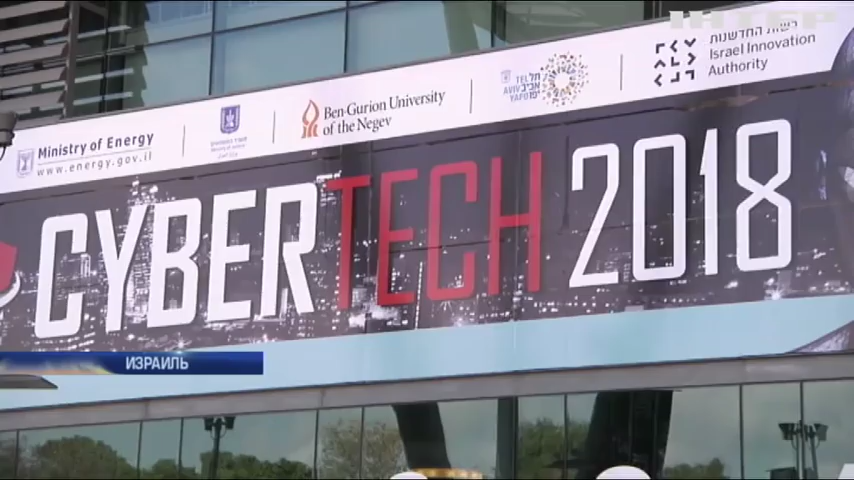 ІНТЕР
Ministry of Energy
www.energy.gov.il
Ben-Gurion University
of the Negev
TEL
AVIV
YAFO
תל
אביב
יפו
רשות החדשנות
Israel Innovation
Authority
CYBERTECH 2018
ИЗРАИЛЬ